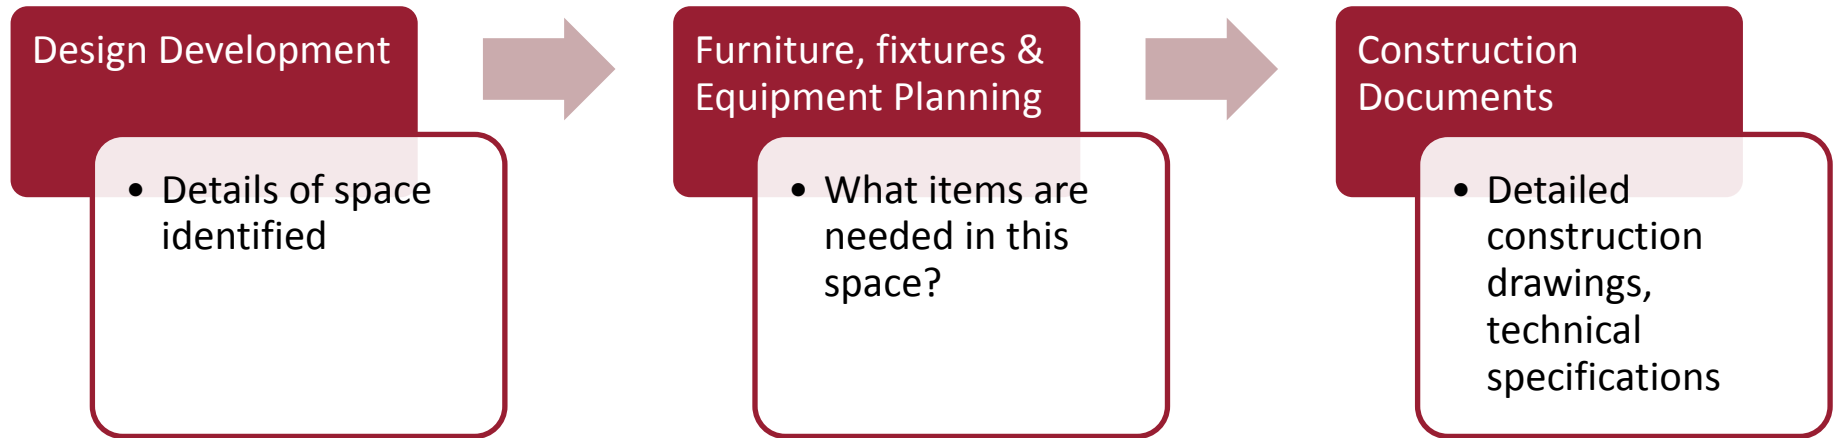 Design Development
• Details of space
identified
Furniture, fixtures &
Equipment Planning
• What items are
needed in this
space?
Construction
Documents
• Detailed
construction
drawings,
technical
specifications